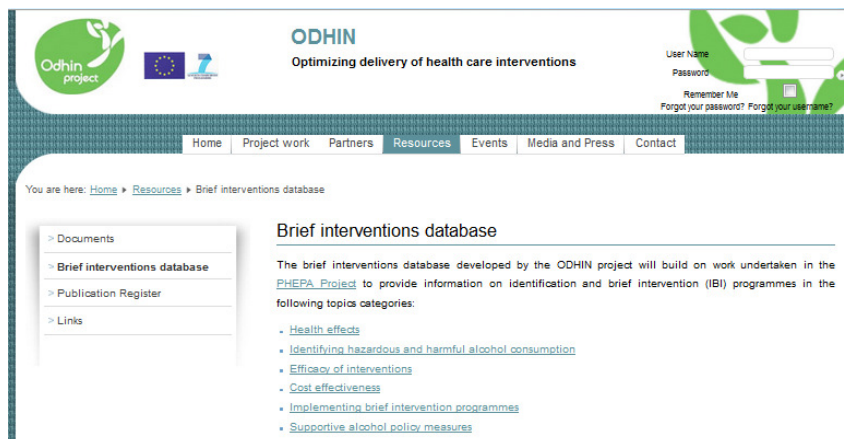 Odhin
project
ODHIN
Optimizing delivery of health care interventions
User Name
Password
Remember Me
Forgot your password? Forgot your username?
Home Project work Partners Resources Events Media and Press Contact
You are here: Home ▸ Resources ▸ Brief interventions database
> Documents
> Brief interventions database
> Publication Register
> Links
Brief interventions database
The brief interventions database developed by the ODHIN project will build on work undertaken in the
PHEPA Project to provide information on identification and brief intervention (IBI) programmes in the
following topics categories:
Health effects
Identifying hazardous and harmful alcohol consumption
Efficacy of interventions
Cost effectiveness
Implementing brief intervention programmes
Supportive alcohol policy measures